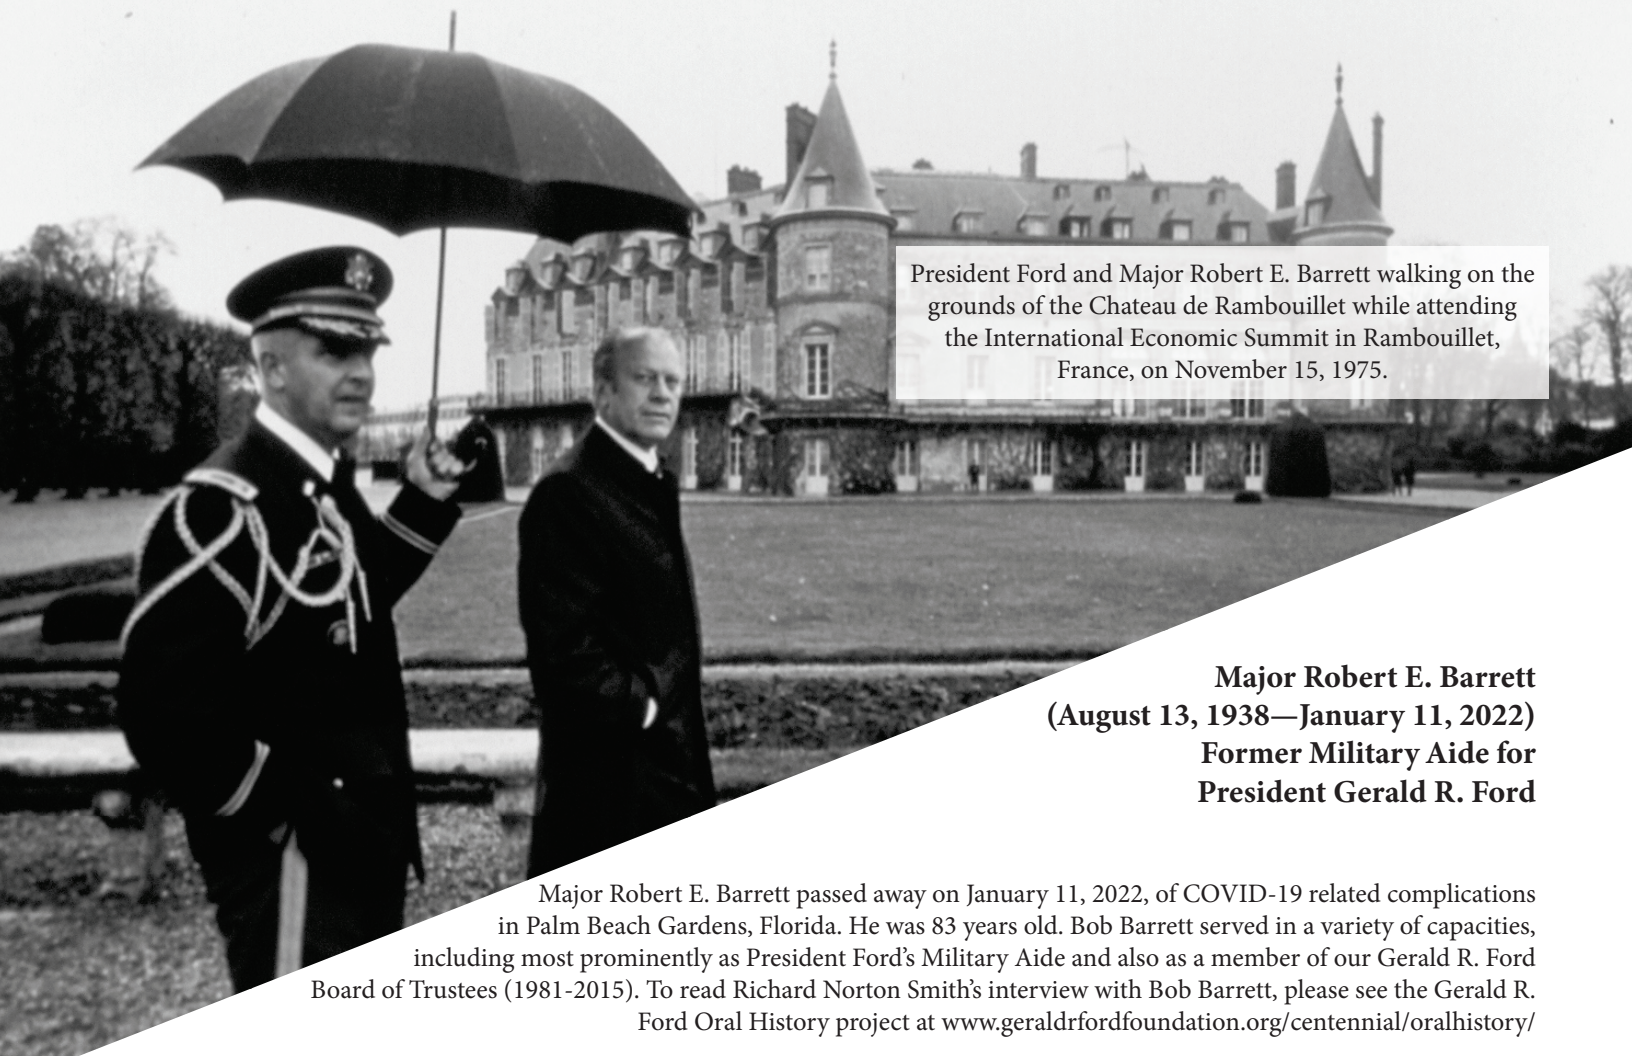 President Ford and Major Robert E. Barrett walking on the
grounds of the Chateau de Rambouillet while attending
the International Economic Summit in Rambouillet,
France, on November 15, 1975.
Major Robert E. Barrett
(August 13, 1938—January 11, 2022)
Former Military Aide for
President Gerald R. Ford
Major Robert E. Barrett passed away on January 11, 2022, of COVID-19 related complications
in Palm Beach Gardens, Florida. He was 83 years old. Bob Barrett served in a variety of capacities,
including most prominently as President Ford’s Military Aide and also as a member of our Gerald R. Ford
Board of Trustees (1981-2015). To read Richard Norton Smith’s interview with Bob Barrett, please see the Gerald R.
Ford Oral History project at www.geraldrfordfoundation.org/centennial/oralhistory/